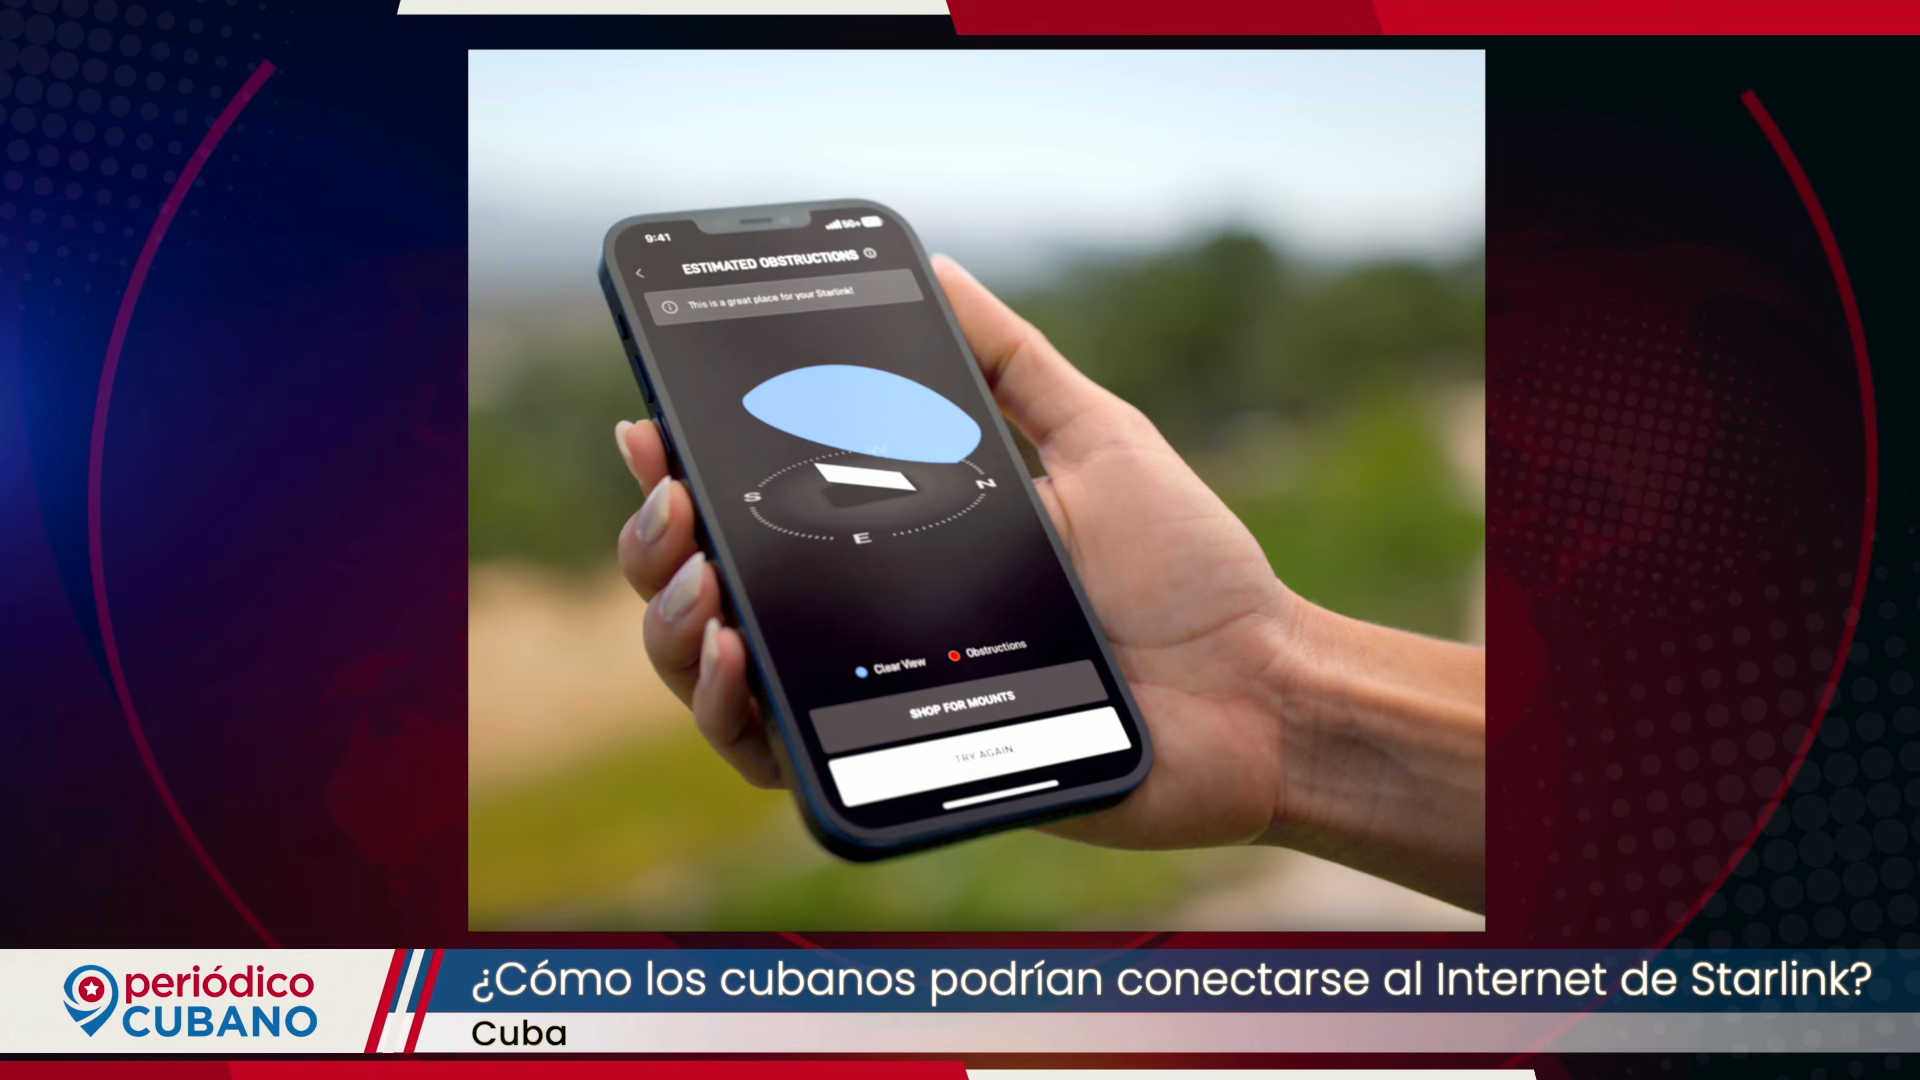 9:41
5G+
ESTIMATED OBSTRUCTIONS
This is a great place for your Starlink!
S
N
E
Clear View
Obstructions
SHOP FOR MOUNTS
TRY AGAIN
periódico
CUBANO
¿Cómo los cubanos podrían conectarse al Internet de Starlink?
Cuba